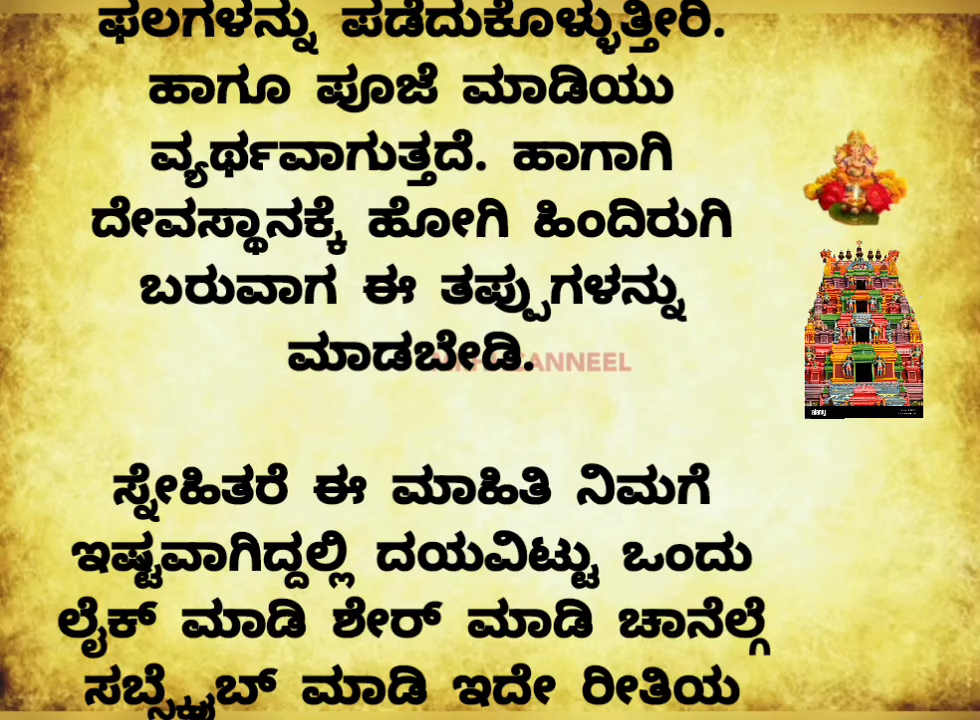 ಫಲಗಳನ್ನು ಪಡೆದುಕೊಳ್ಳುತ್ತೀರಿ.
ಹಾಗೂ ಪೂಜೆ ಮಾಡಿಯು
ವ್ಯರ್ಥವಾಗುತ್ತದೆ. ಹಾಗಾಗಿ
ದೇವಸ್ಥಾನಕ್ಕೆ ಹೋಗಿ ಹಿಂದಿರುಗಿ
ಬರುವಾಗ ಈ ತಪ್ಪುಗಳನ್ನು
ಮಾಡಬೇಡಿ.
alamy
ಸ್ನೇಹಿತರೆ ಈ ಮಾಹಿತಿ ನಿಮಗೆ
ಇಷ್ಟವಾಗಿದ್ದಲ್ಲಿ ದಯವಿಟ್ಟು ಒಂದು
ಲೈಕ್ ಮಾಡಿ ಶೇರ್ ಮಾಡಿ ಚಾನೆಲ್ಗೆ
ಸಬ್ಸ್ಕ್ರೈಬ್ ಮಾಡಿ ಇದೇ ರೀತಿಯ